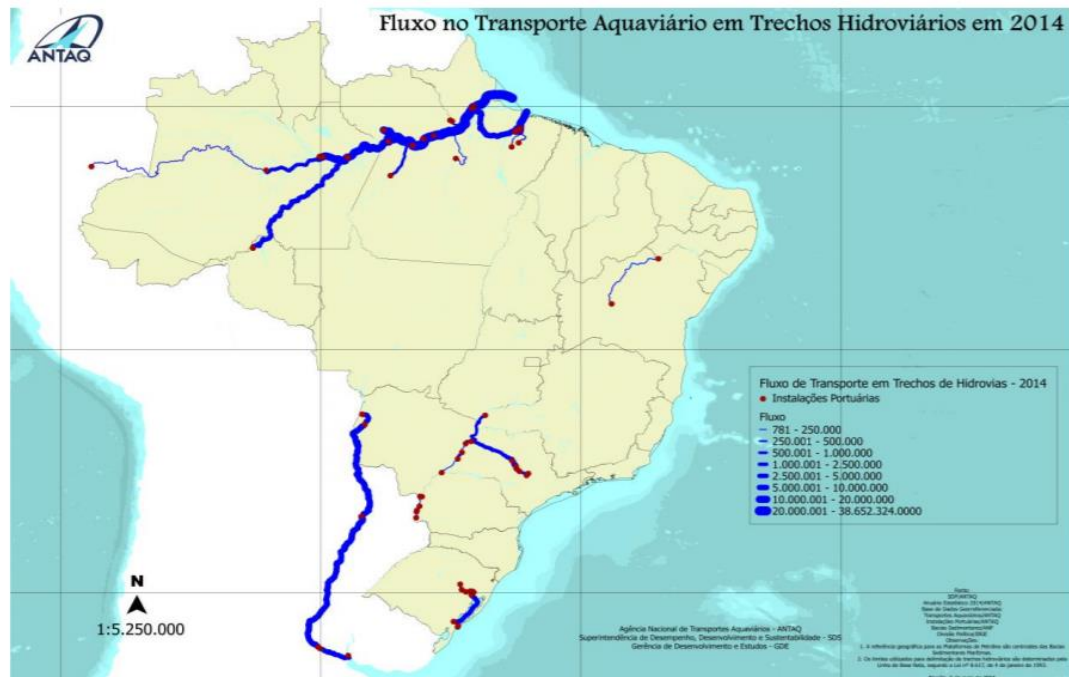 Fluxo no Transporte Aquaviário em Trechos Hidroviários em 2014
ANTAQ
Fluxo de Transporte em Trechos de Hidrovias - 2014
Instalações Portuárias
Fluxo
781 - 250.000
250.001 - 500.000
500.001 - 1.000.000
1.000.001 - 2.500.000
2.500.001 - 5.000.000
5.000.001 - 10.000.000
10.000.001 - 20.000.000
20.000.001 - 38.652.324.0000
N
1:5.250.000
Agência Nacional de Transportes Aquaviários - ANTAQ
Superintendência de Desempenho, Desenvolvimento e Sustentabilidade - SDS
Gerência de Desenvolvimento e Estudos - GDE